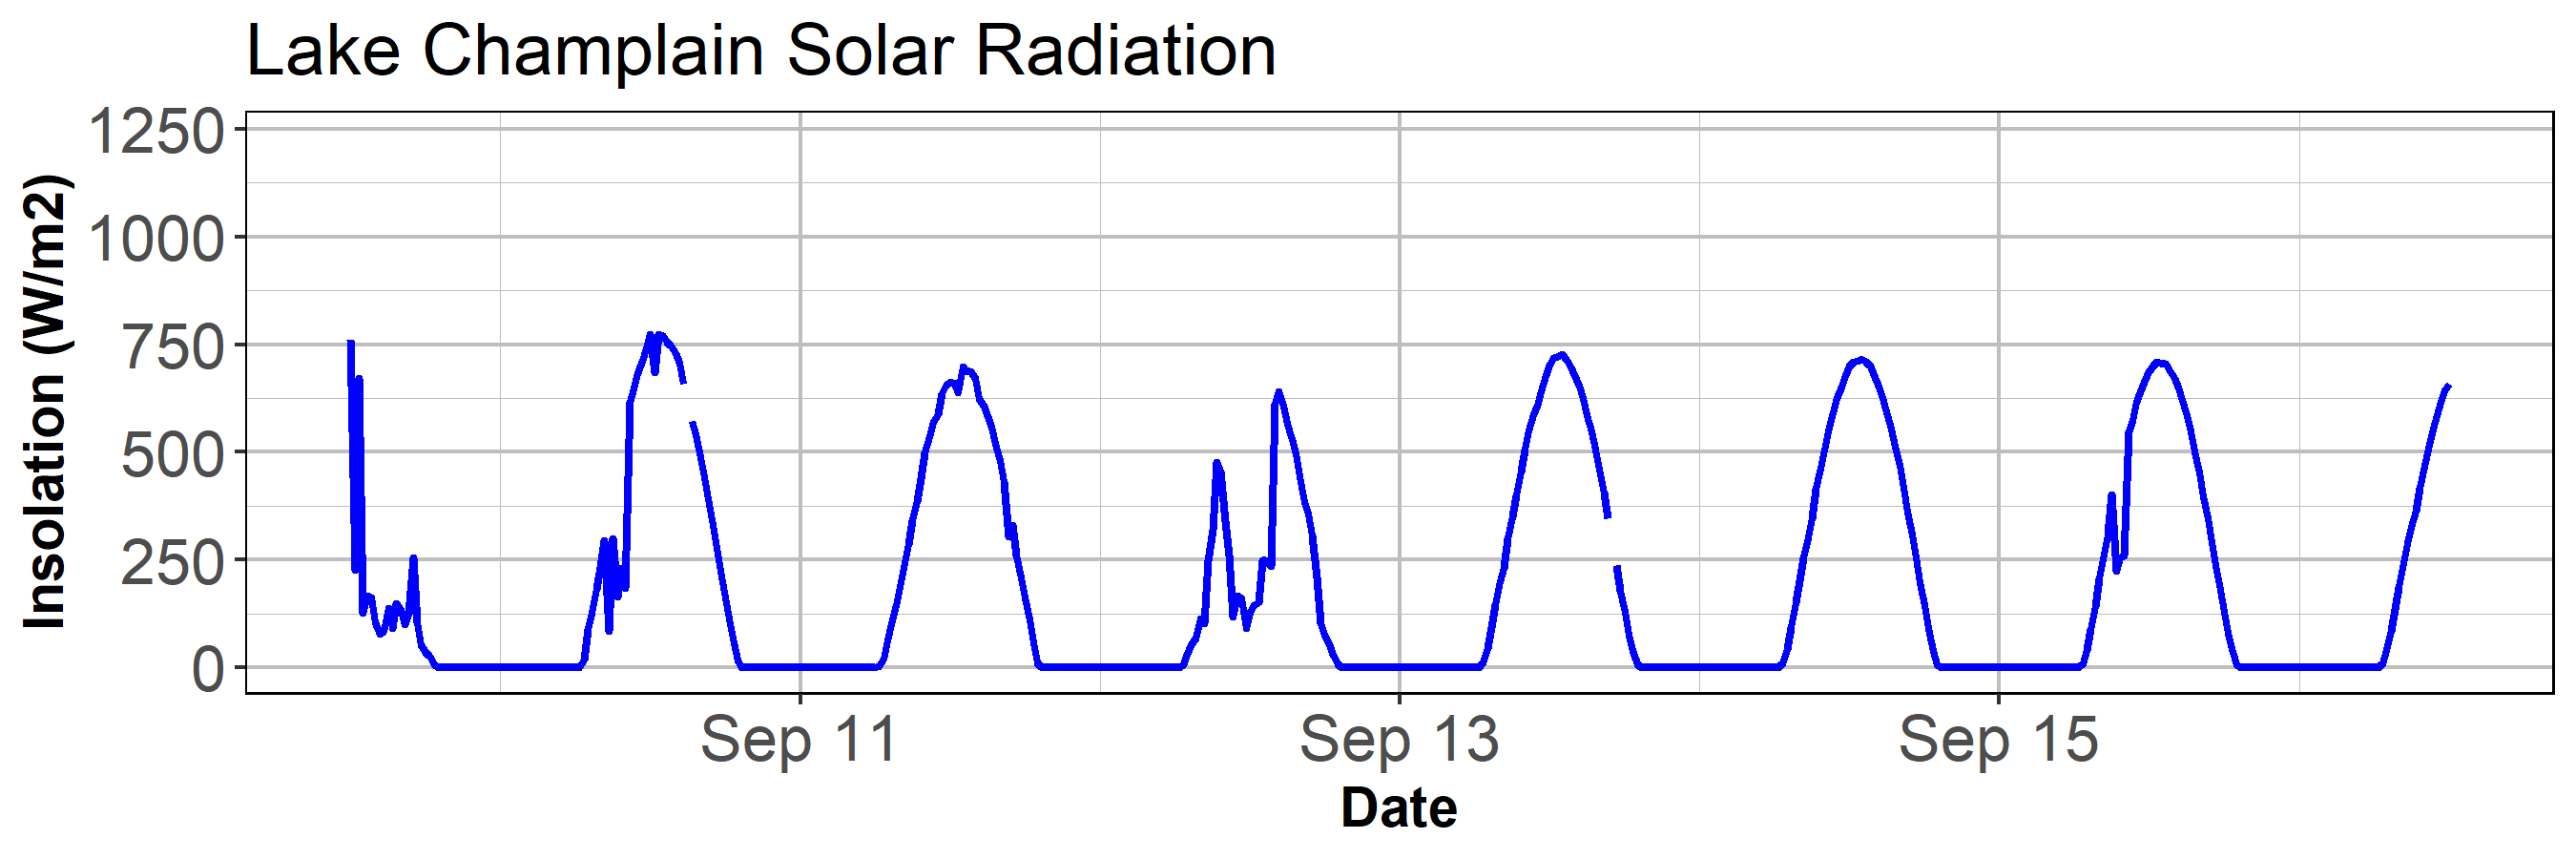 Lake Champlain Solar Radiation
Insolation (W/m2)
1250
1000
750
500
250
0
Sep 11 Sep 13 Sep 15
Date